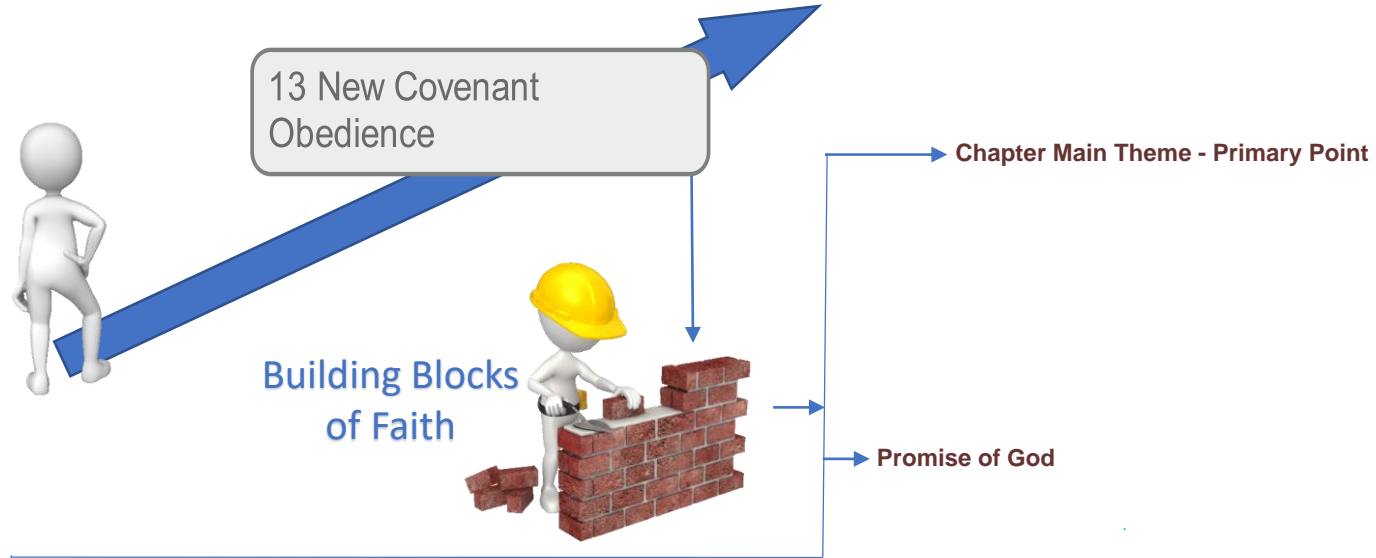 13 New Covenant
Obedience
Chapter Main Theme - Primary Point
Building Blocks
of Faith
Promise of God